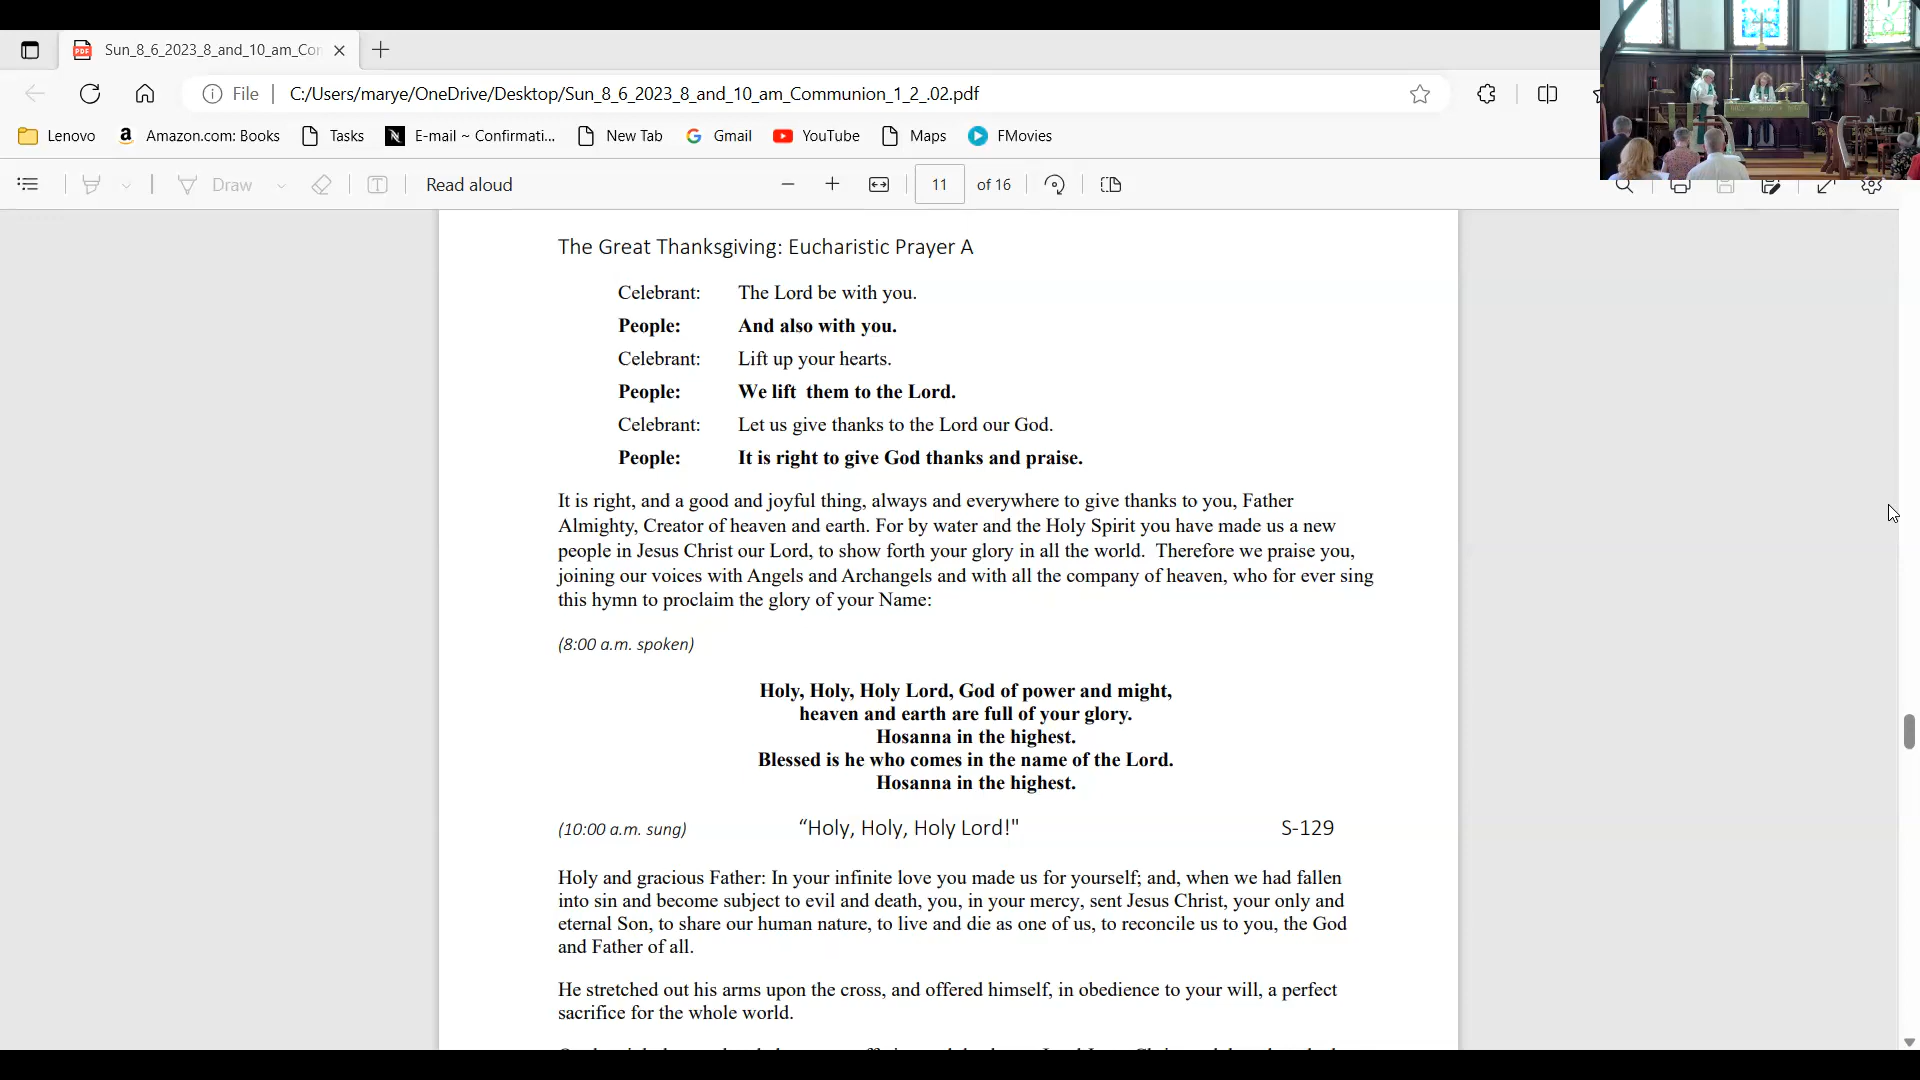 Sun_8_6_2023_8_and_10_am_Cor
File
C:/Users/marye/OneDrive/Desktop/Sun_8_6_2023_8_and_10_am_Communion_1_2_.02.pdf
Lenovo
Amazon.com: Books
Tasks
E-mail ~ Confirmati...
New Tab
Gmail
YouTube
Maps
FMovies
Draw
Read aloud
11 of 16
The Great Thanksgiving: Eucharistic Prayer A
Celebrant: The Lord be with you.
People: And also with you.
Celebrant: Lift up your hearts.
People: We lift  them to the Lord.
Celebrant: Let us give thanks to the Lord our God.
People: It is right to give God thanks and praise.
It is right, and a good and joyful thing, always and everywhere to give thanks to you, Father
Almighty, Creator of heaven and earth. For by water and the Holy Spirit you have made us a new
people in Jesus Christ our Lord, to show forth your glory in all the world.  Therefore we praise you,
joining our voices with Angels and Archangels and with all the company of heaven, who for ever sing
this hymn to proclaim the glory of your Name:
(8:00 a.m. spoken)
Holy, Holy, Holy Lord, God of power and might,
heaven and earth are full of your glory.
Hosanna in the highest.
Blessed is he who comes in the name of the Lord.
Hosanna in the highest.
(10:00 a.m. sung) “Holy, Holy, Holy Lord!" S-129
Holy and gracious Father: In your infinite love you made us for yourself; and, when we had fallen
into sin and become subject to evil and death, you, in your mercy, sent Jesus Christ, your only and
eternal Son, to share our human nature, to live and die as one of us, to reconcile us to you, the God
and Father of all.
He stretched out his arms upon the cross, and offered himself, in obedience to your will, a perfect
sacrifice for the whole world.